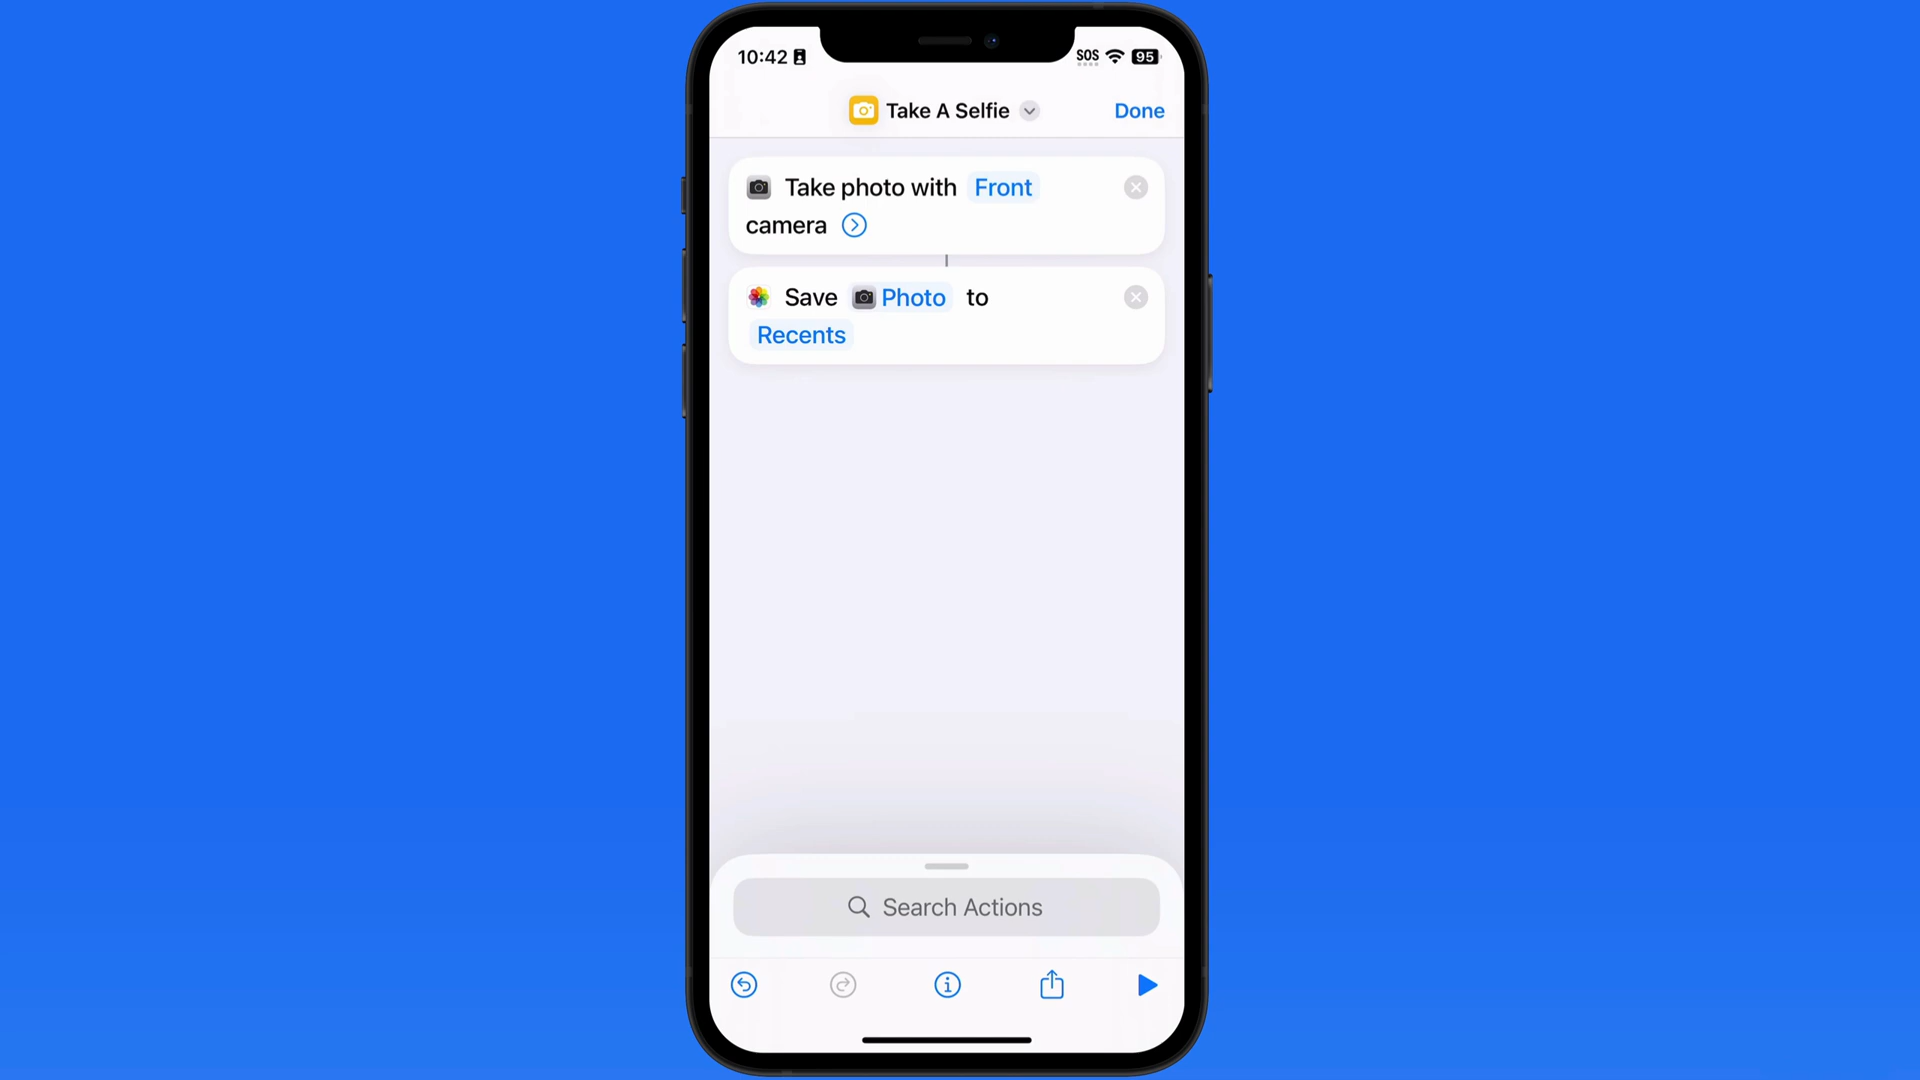 10:42 SOS 95
Take A Selfie Done
Take photo with Front
camera
Save Photo to
Recents
Search Actions